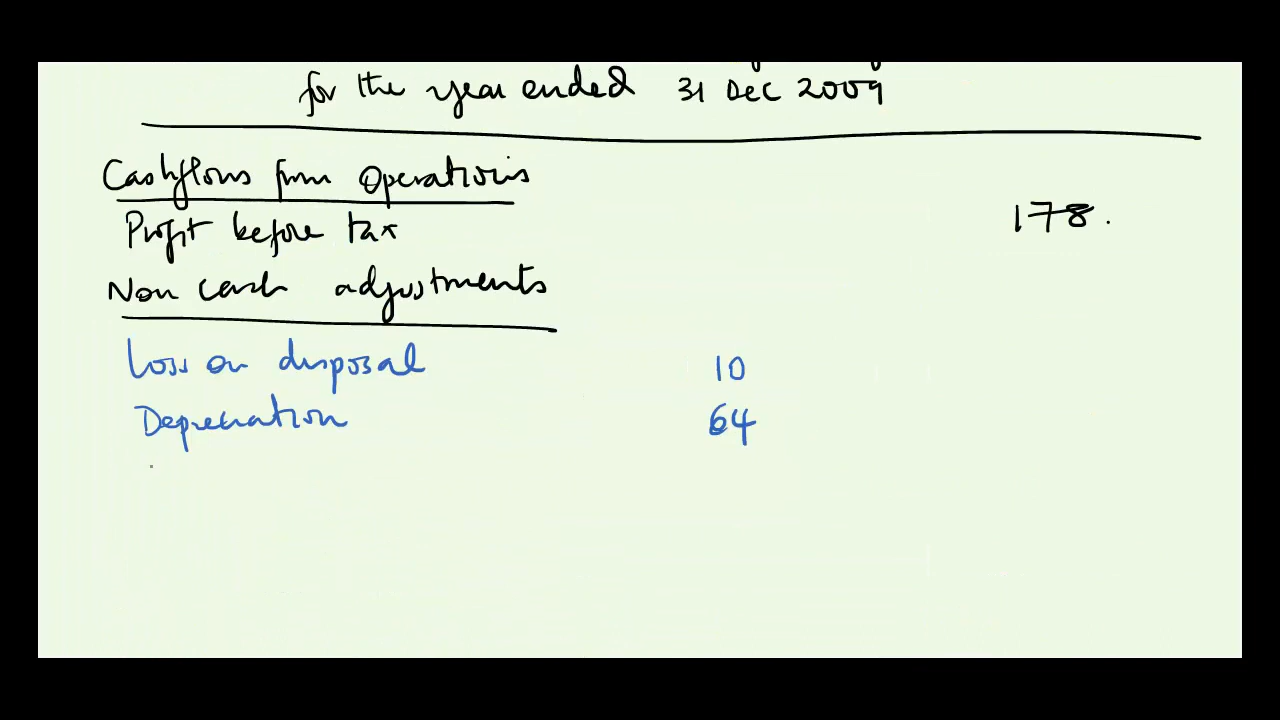 for the year ended 31 Dec 2009
Cashflows from Operations
Profit before tax 178.
Non cash adjustments
Loss on disposal 10
Depreciation 64